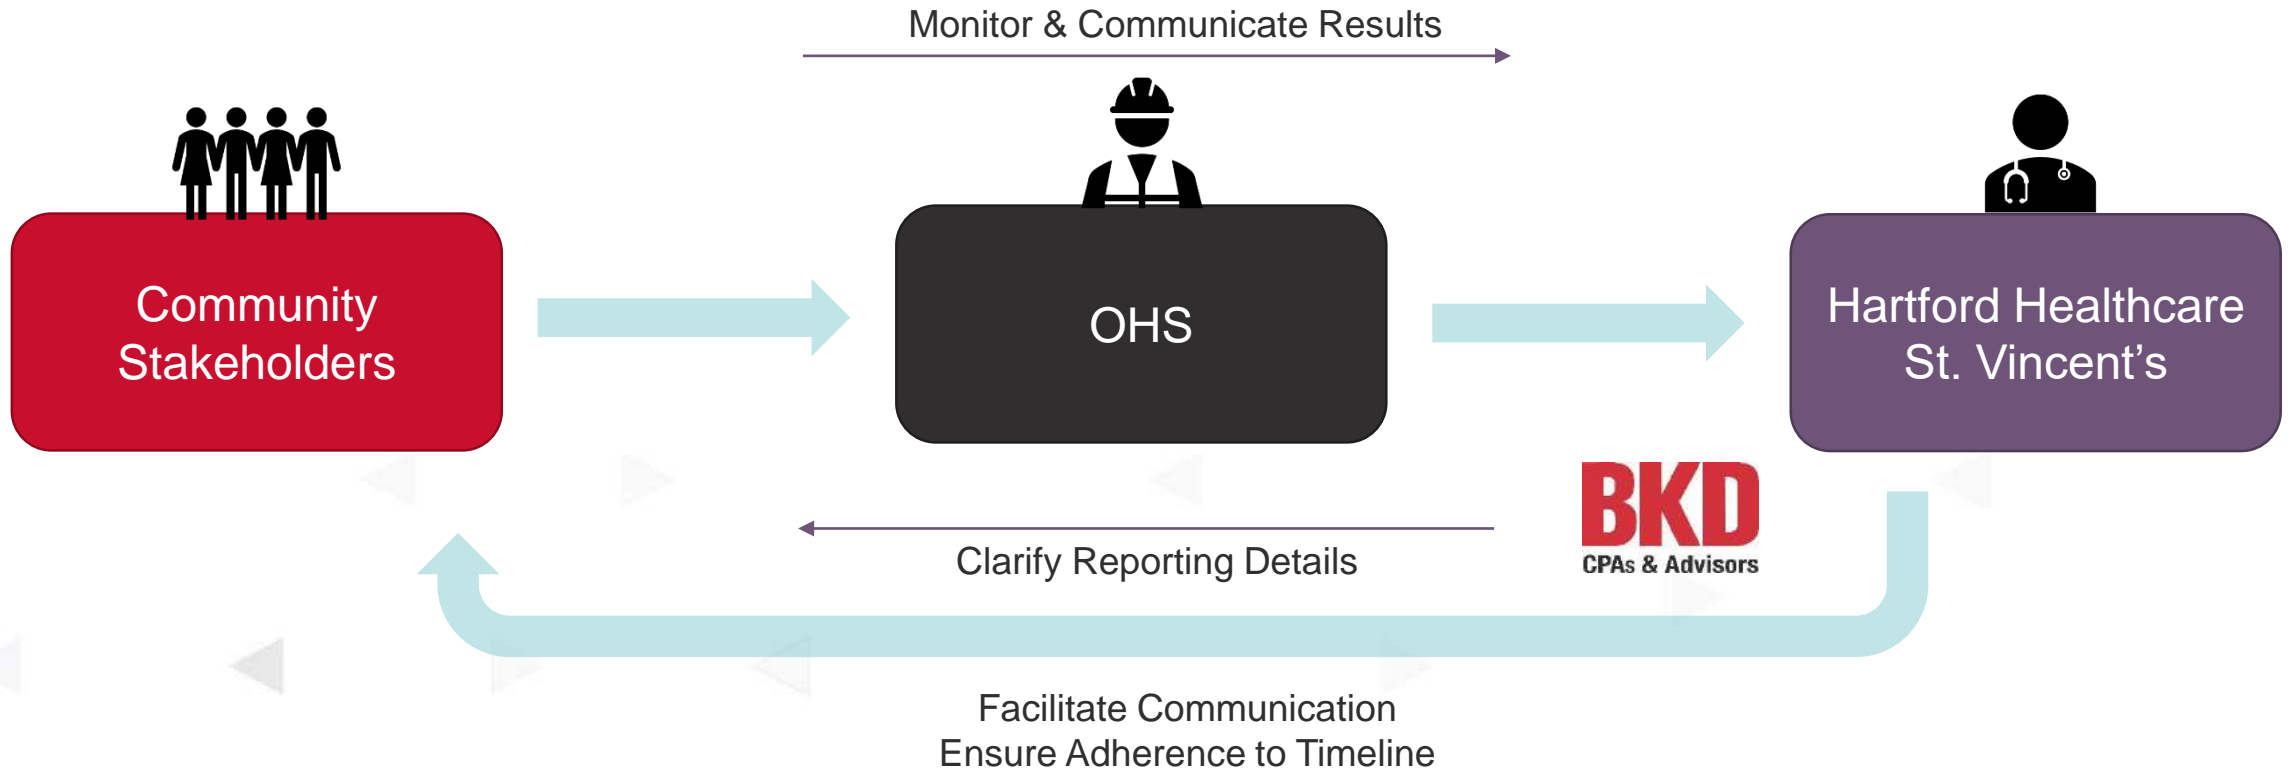 Monitor & Communicate Results
Community
Stakeholders
OHS
Hartford Healthcare
St. Vincent’s
BKD
CPAs & Advisors
Clarify Reporting Details
Facilitate Communication
Ensure Adherence to Timeline